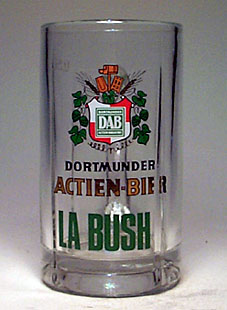 DAB
DORTMUNDER
ACTIEN-BIER
LA BUSH